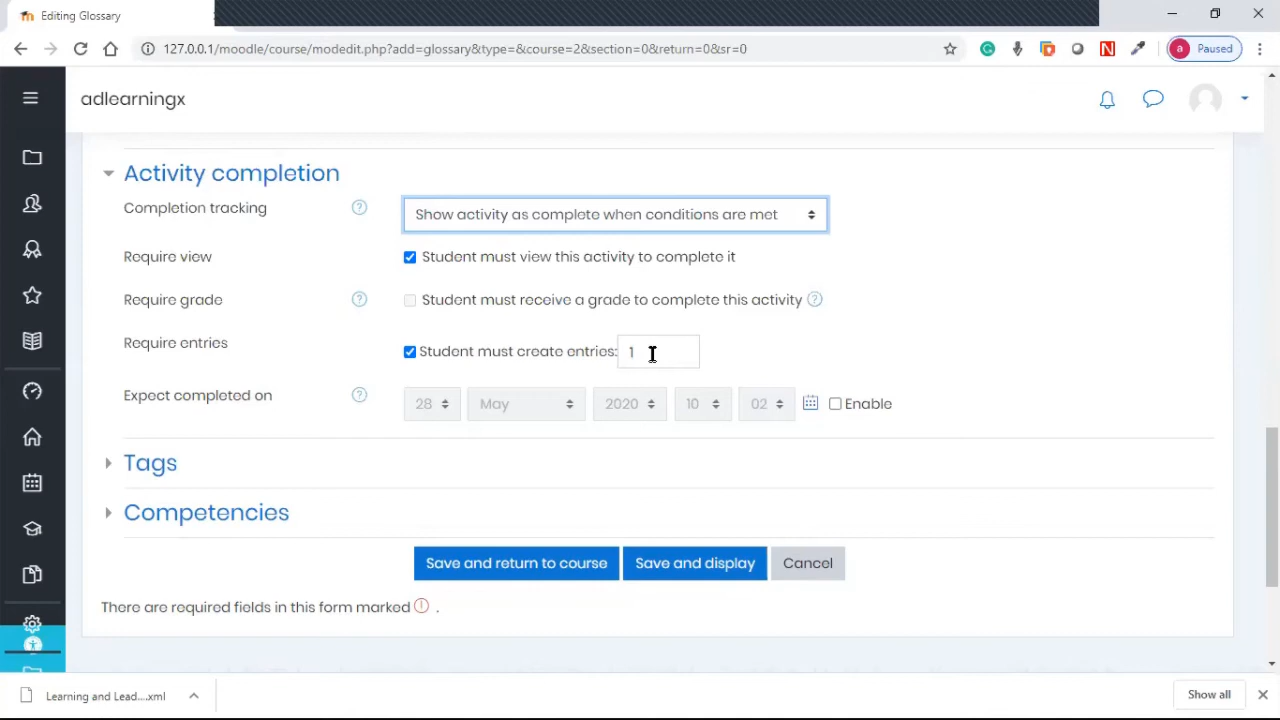 Editing Glossary
127.0.0.1/moodle/course/modedit.php?add=glossary&type=&course=2&section=0&return=0&sr=0
N
a Paused
adlearningx
Activity completion
Completion tracking ? Show activity as complete when conditions are met
Require view Student must view this activity to complete it
Require grade ? Student must receive a grade to complete this activity ?
Require entries Student must create entries: 1
Expect completed on ? 28 May 2020 10 02 Enable
Tags
Competencies
Save and return to course Save and display Cancel
There are required fields in this form marked ! .
Learning and Lead....xml Show all